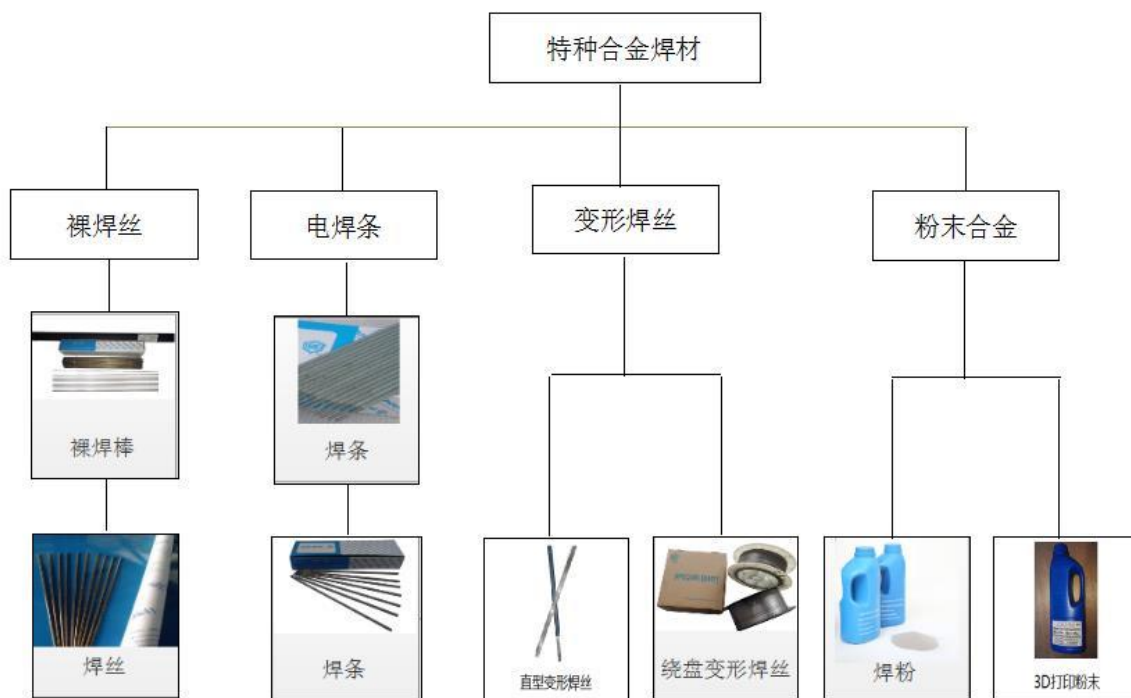 特种合金焊材
裸焊丝
电焊条
变形焊丝
粉末合金
裸焊棒
焊条
焊丝
焊条
直型变形焊丝
绕盘变形焊丝
焊粉
3D打印粉末